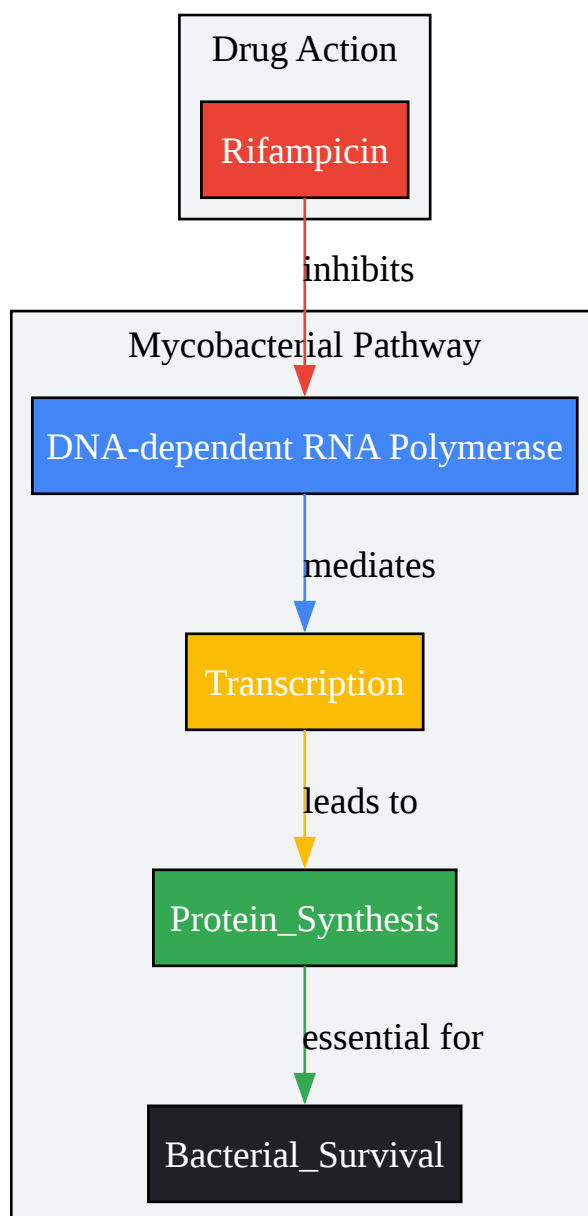 Drug Action
Rifampicin
inhibits
Mycobacterial Pathway
DNA-dependent RNA Polymerase
mediates
Transcription
leads to
Protein_Synthesis
essential for
Bacterial_Survival